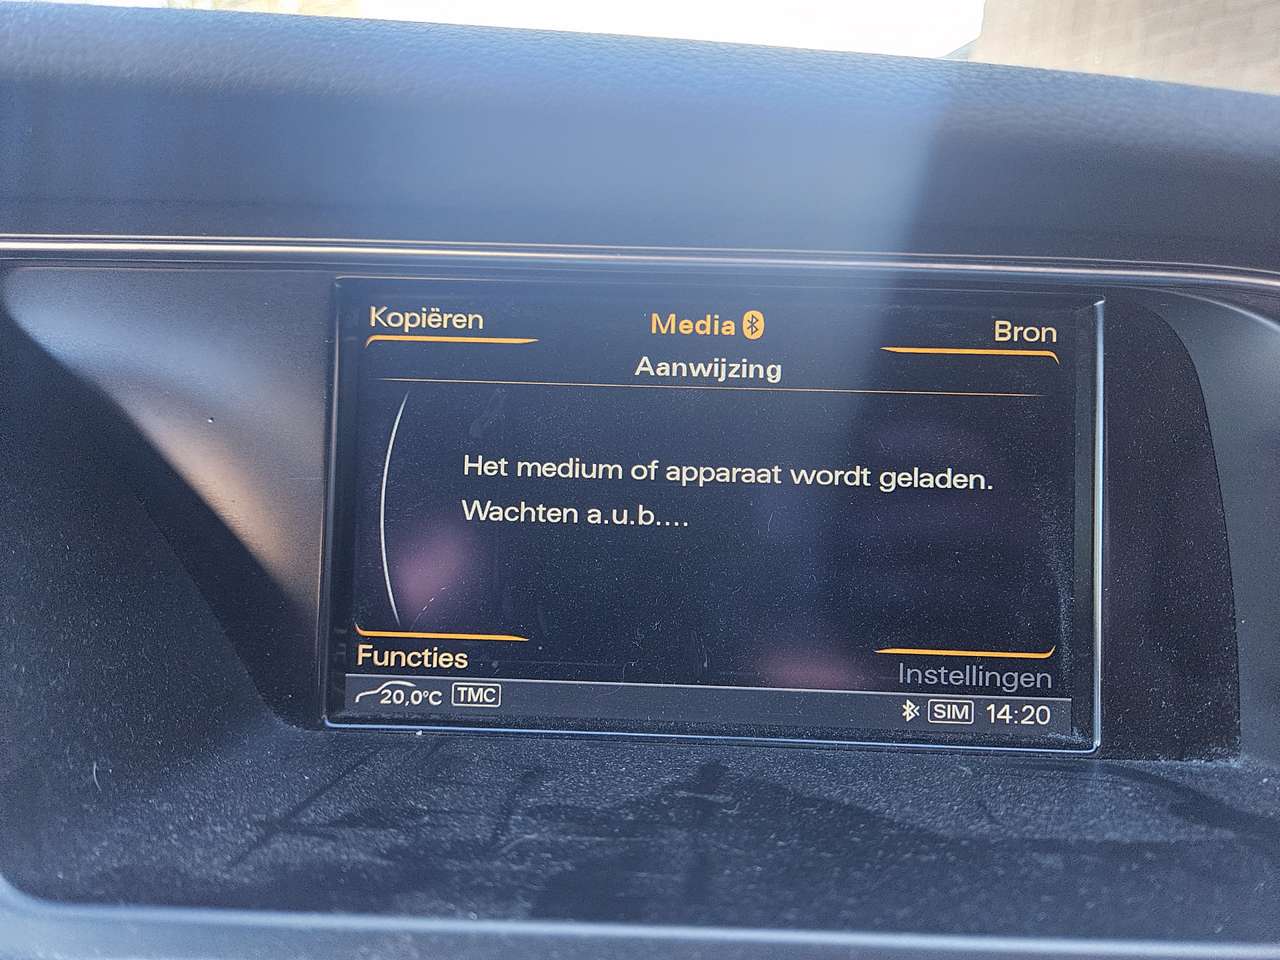 Kopiëren
Media
Bron
Aanwijzing
Het medium of apparaat wordt geladen.
Wachten a.u.b....
Functies
Instellingen
20,0°C TMC
SIM 14:20